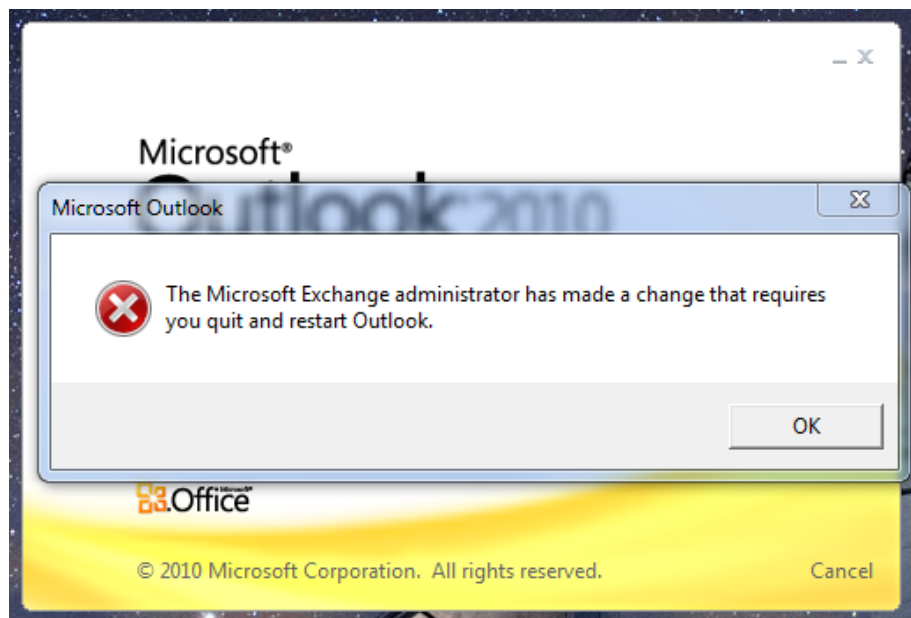 Microsoft®
Outlook 2010
Microsoft Outlook
The Microsoft Exchange administrator has made a change that requires
you quit and restart Outlook.
OK
Microsoft®
Office
© 2010 Microsoft Corporation. All rights reserved.
Cancel